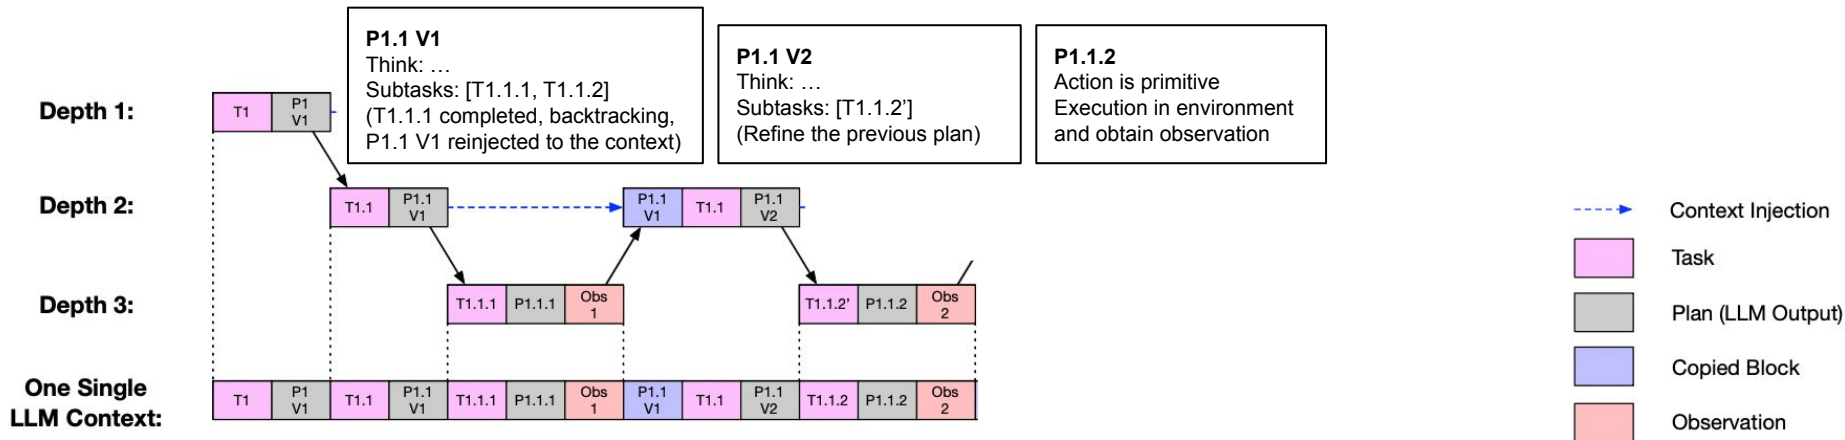 P1.1 V1
Think: …
Subtasks: [T1.1.1, T1.1.2]
(T1.1.1 completed, backtracking,
P1.1 V1 reinjected to the context)
P1.1 V2
Think: …
Subtasks: [T1.1.2’]
(Refine the previous plan)
P1.1.2
Action is primitive
Execution in environment
and obtain observation
Depth 1:
T1
P1
V1
Depth 2:
T1.1
P1.1
V1
P1.1
V1
T1.1
P1.1
V2
Depth 3:
T1.1.1
P1.1.1
Obs
1
T1.1.2’
P1.1.2
Obs
2
One Single
LLM Context:
T1
P1
V1
T1.1
P1.1
V1
T1.1.1
P1.1.1
Obs
1
P1.1
V1
T1.1
P1.1
V2
T1.1.2
P1.1.2
Obs
2
Context Injection
Task
Plan (LLM Output)
Copied Block
Observation